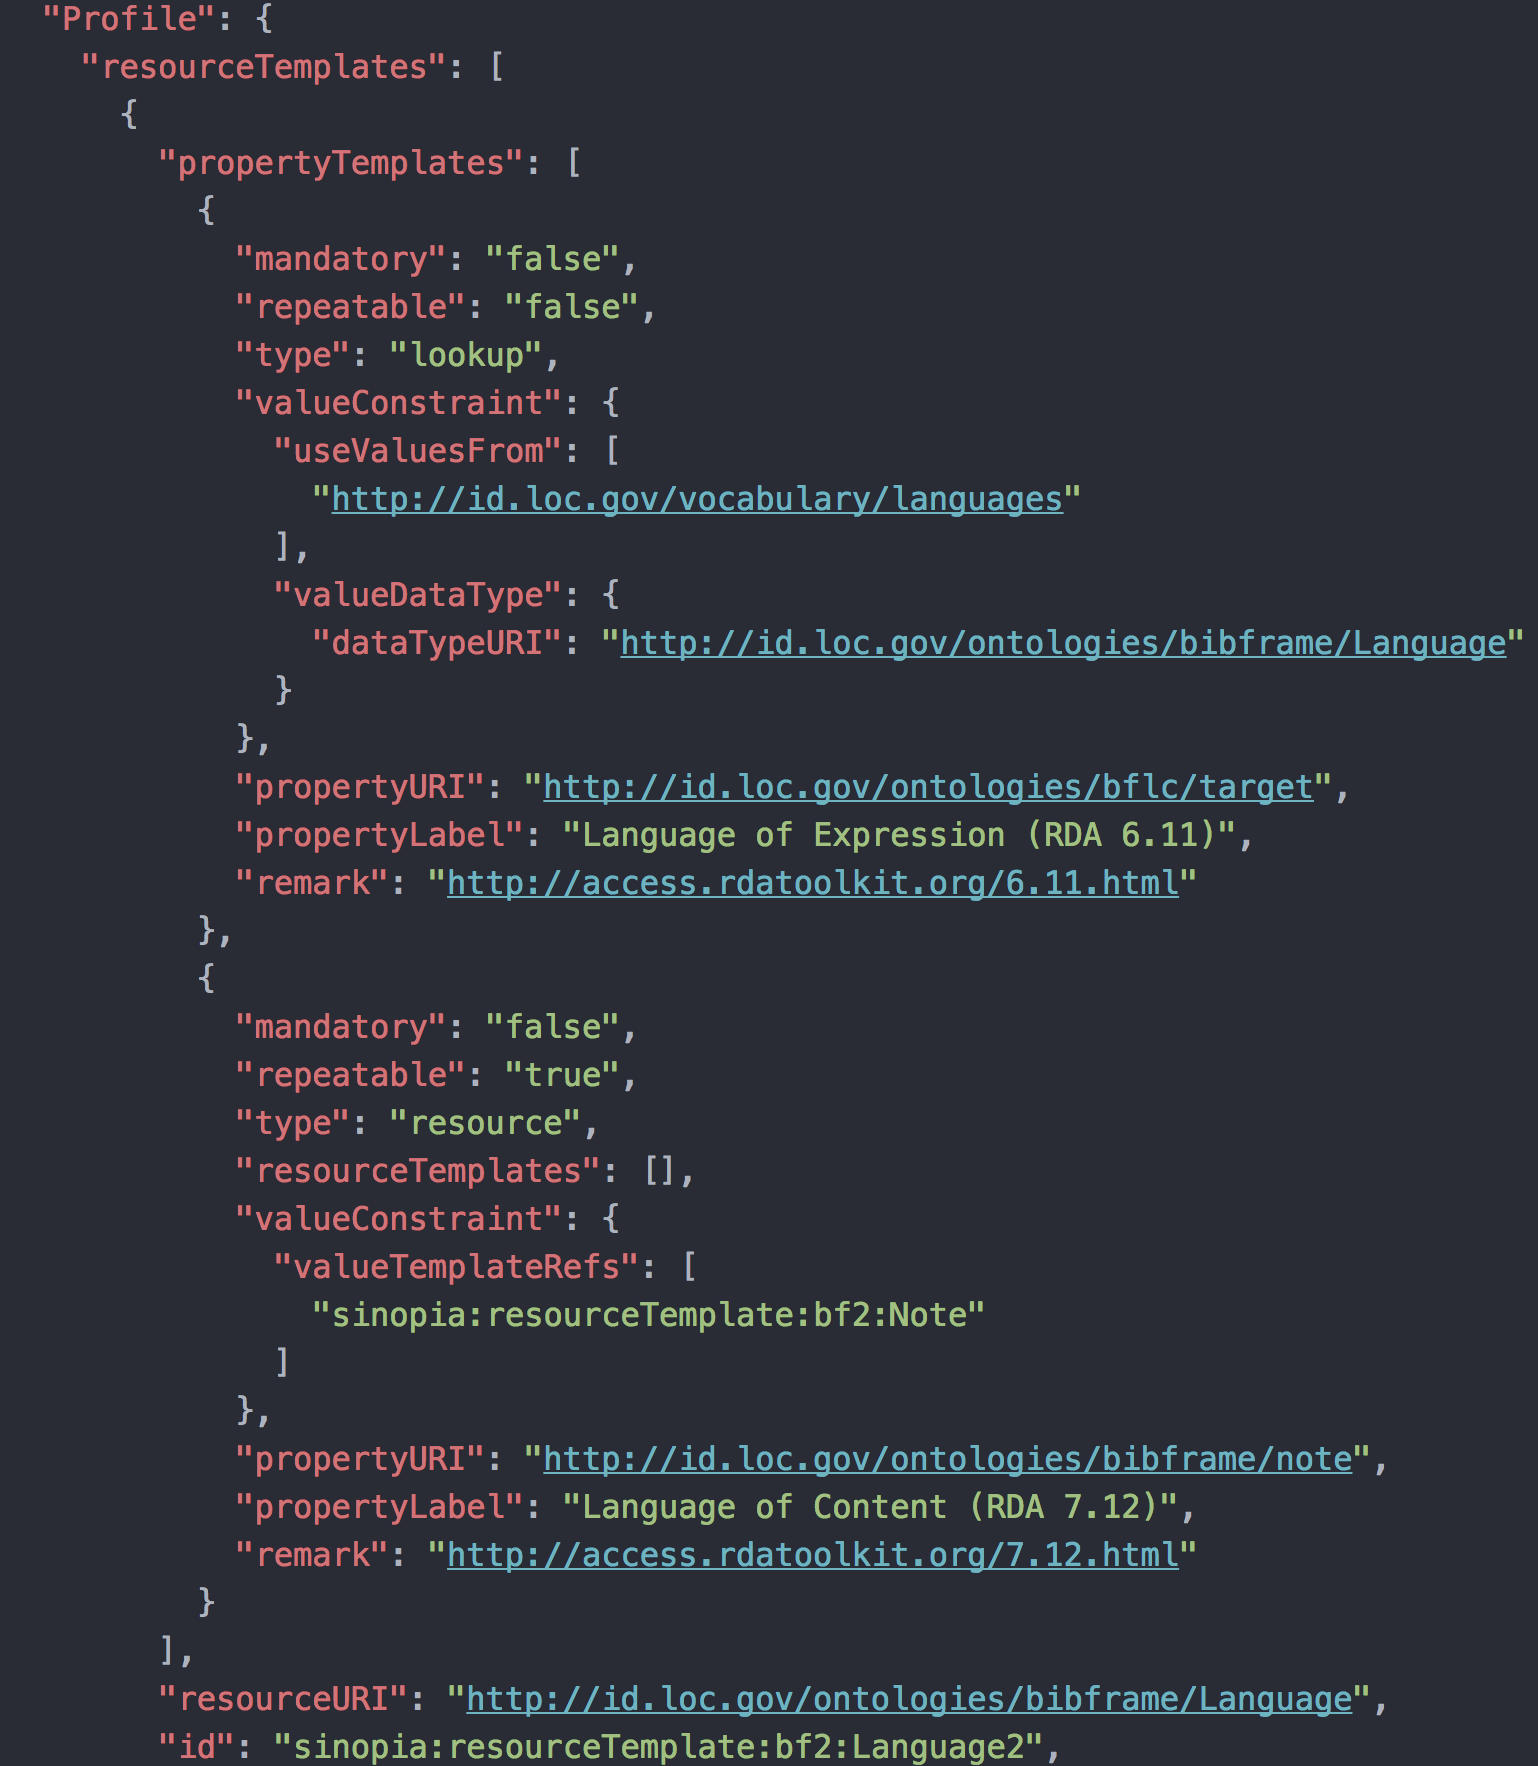 "Profile": {
"resourceTemplates": [
{
"propertyTemplates": [
{
"mandatory": "false",
"repeatable": "false",
"type": "lookup",
"valueConstraint": {
"useValuesFrom": [
"http://id.loc.gov/vocabulary/languages"
],
"valueDataType": {
"dataTypeURI": "http://id.loc.gov/ontologies/bibframe/Language"
}
},
"propertyURI": "http://id.loc.gov/ontologies/bflc/target",
"propertyLabel": "Language of Expression (RDA 6.11)",
"remark": "http://access.rdatoolkit.org/6.11.html"
},
{
"mandatory": "false",
"repeatable": "true",
"type": "resource",
"resourceTemplates": [],
"valueConstraint": {
"valueTemplateRefs": [
"sinopia:resourceTemplate:bf2:Note"
]
},
"propertyURI": "http://id.loc.gov/ontologies/bibframe/note",
"propertyLabel": "Language of Content (RDA 7.12)",
"remark": "http://access.rdatoolkit.org/7.12.html"
}
],
"resourceURI": "http://id.loc.gov/ontologies/bibframe/Language",
"id": "sinopia:resourceTemplate:bf2:Language2",